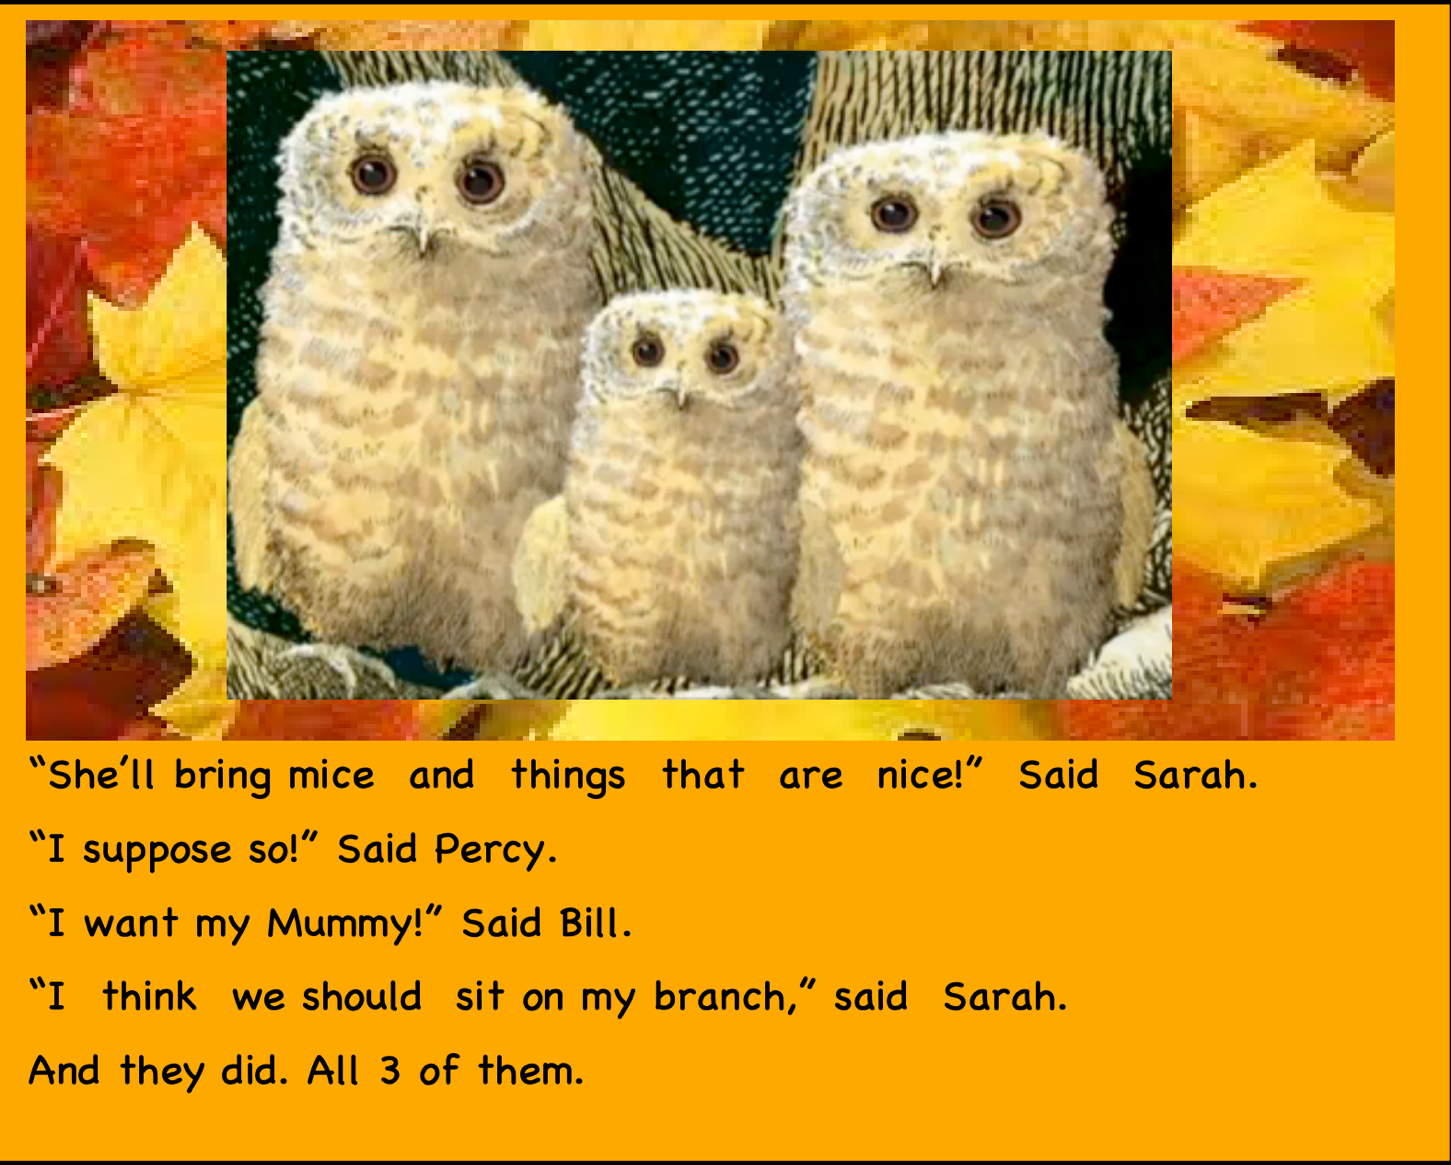 “She’ll bring mice and things that are nice!” Said Sarah.
“I suppose so!” Said Percy.
“I want my Mummy!” Said Bill.
“I think we should sit on my branch,” said Sarah.
And they did. All 3 of them.